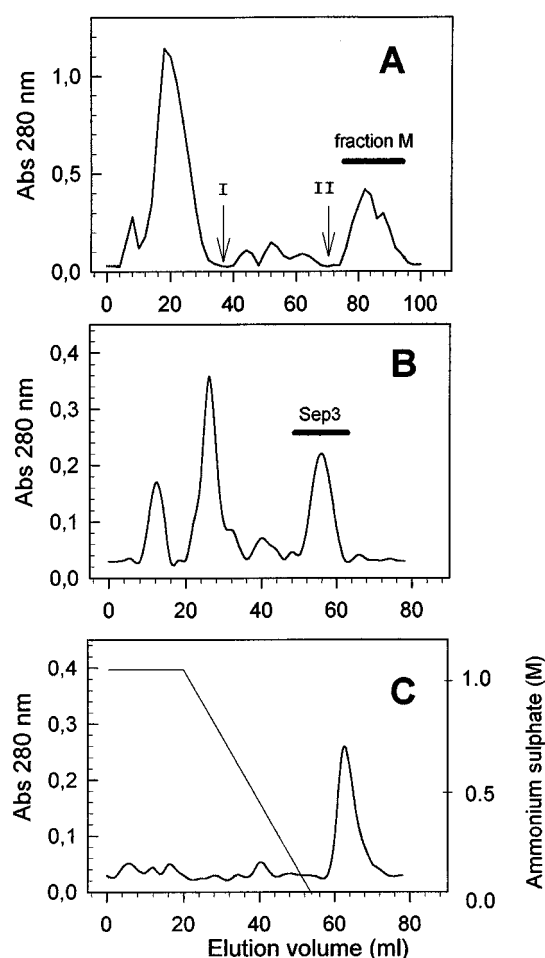 A
Abs 280 nm
1,0
0,5
0,0
I
II
fraction M
0 20 40 60 80 100
B
Abs 280 nm
0,4
0,3
0,2
0,1
0,0
Sep3
0 20 40 60 80
C
Abs 280 nm
0,4
0,3
0,2
0,1
0,0
1.0
0.5
0.0
Ammonium sulphate (M)
0 20 40 60 80
Elution volume (ml)